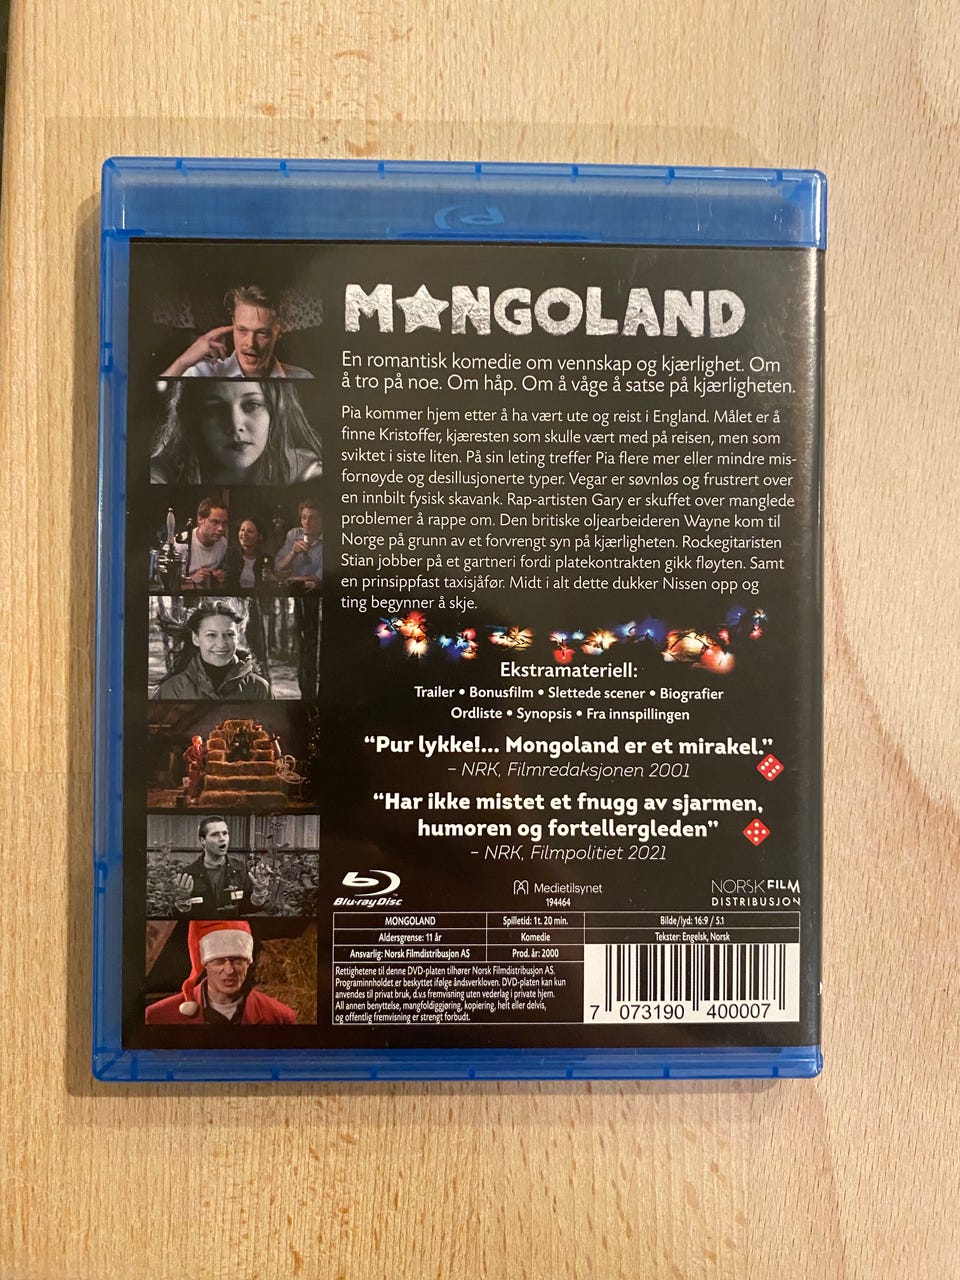 MONGOLAND
En romantisk komedie om vennskap og kjærlighet. Om
å tro på noe. Om håp. Om å våge å satse på kjærligheten.
Pia kommer hjem etter å ha vært ute og reist i England. Målet er å
finne Kristoffer, kjæresten som skulle vært med på reisen, men som
sviktet i siste liten. På sin leting treffer Pia flere mer eller mindre mis-
fornøyde og desillusjonerte typer. Vegar er søvnløs og frustrert over
en innbilt fysisk skavank. Rap-artisten Gary er skuffet over manglede
problemer å rappe om. Den britiske oljearbeideren Wayne kom til
Norge på grunn av et forvrengt syn på kjærligheten. Rockegitaristen
Stian jobber på et gartneri fordi platekontrakten gikk fløyten. Samt
en prinsippfast taxisjåfør. Midt i alt dette dukker Nissen opp og
ting begynner å skje.
Ekstramateriell:
Trailer • Bonusfilm • Slettede scener • Biografier
Ordliste • Synopsis • Fra innspillingen
“Pur lykke!... Mongoland er et mirakel.”
– NRK, Filmredaksjonen 2001
“Har ikke mistet et fnugg av sjarmen,
humoren og fortellergleden”
– NRK, Filmpolitiet 2021
Blu-ray Disc
Medietilsynet
194464
NORSK FILM
DISTRIBUSJON
MONGOLAND
Spilletid: 1t. 20 min.
Bilde/lyd: 16:9 / 5.1
Aldersgrense: 11 år
Komedie
Tekster: Engelsk, Norsk
Ansvarlig: Norsk Filmdistribusjon AS
Prod. år: 2000
Rettighetene til denne DVD-platen tilhører Norsk Filmdistribusjon AS.
Programinnholdet er beskyttet ifølge åndsverkloven. DVD-platen kan kun
anvendes til privat bruk, d.v.s fremvisning uten vederlag i private hjem.
All annen benyttelse, mangfoldiggjøring, kopiering, helt eller delvis,
og offentlig fremvisning er strengt forbudt.
7 073190 400007